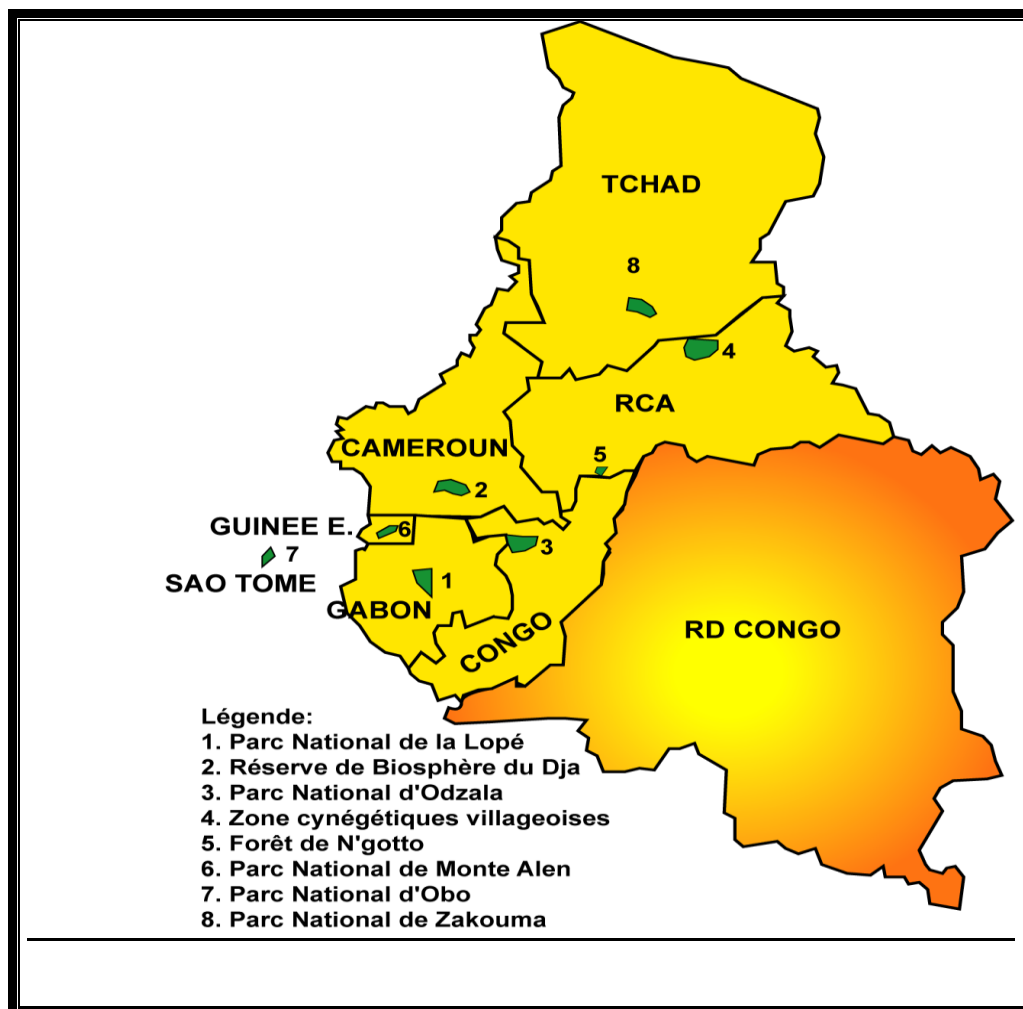 TCHAD
8
4
RCA
CAMEROUN
5
2
GUINEE E.
6
7
3
SAO TOME
1
GABON
CONGO
RD CONGO
Légende:
1. Parc National de la Lopé
2. Réserve de Biosphère du Dja
3. Parc National d'Odzala
4. Zone cynégétiques villageoises
5. Forêt de N'gotto
6. Parc National de Monte Alen
7. Parc National d'Obo
8. Parc National de Zakouma